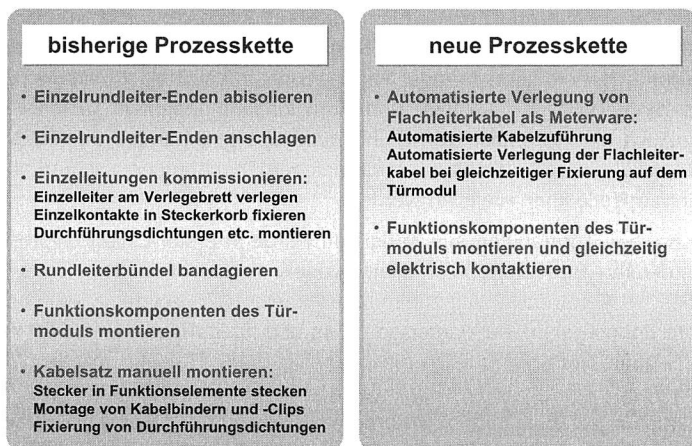 bisherige Prozesskette
• Einzelrundleiter-Enden abisolieren
• Einzelrundleiter-Enden anschlagen
• Einzelleitungen kommissionieren:
Einzelleiter am Verlegebrett verlegen
Einzelkontakte in Steckerkorb fixieren
Durchführungsdichtungen etc. montieren
• Rundleiterbündel bandagieren
• Funktionskomponenten des Tür-
moduls montieren
• Kabelsatz manuell montieren:
Stecker in Funktionselemente stecken
Montage von Kabelbindern und -Clips
Fixierung von Durchführungsdichtungen
neue Prozesskette
• Automatisierte Verlegung von
Flachleiterkabel als Meterware:
Automatisierte Kabelzuführung
Automatisierte Verlegung der Flachleiter-
kabel bei gleichzeitiger Fixierung auf dem
Türmodul
• Funktionskomponenten des Tür-
moduls montieren und gleichzeitig
elektrisch kontaktieren